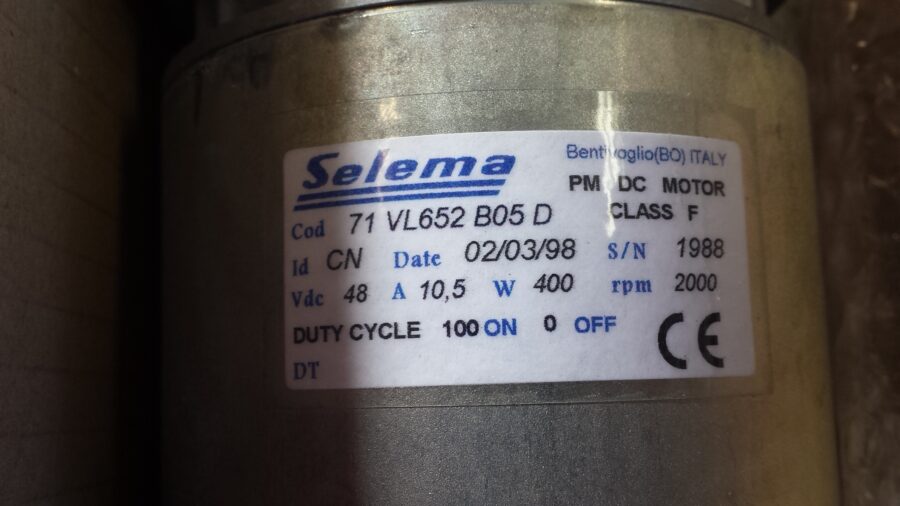 Selema Bentivoglio(BO) ITALY
PM DC MOTOR
Cod 71 VL652 B05 D CLASS F
Id CN Date 02/03/98 S/N 1988
Vdc 48 A 10,5 W 400 rpm 2000
DUTY CYCLE 100 ON 0 OFF
DT CE